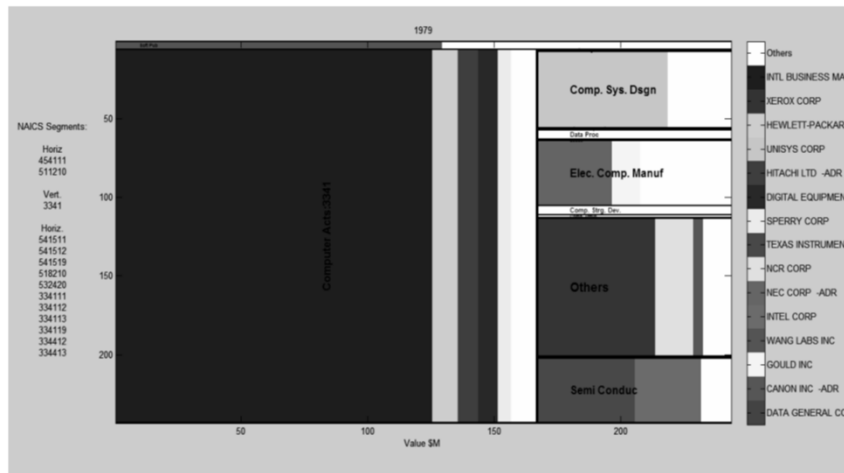 1979
Soft Pub
NAICS Segments:
Horiz
454111
511210
Vert.
3341
Horiz.
541511
541512
541519
518210
532420
334111
334112
334113
334119
334412
334413
50
100
150
200
Computer Acts:3341
Comp. Sys. Dsgn
Data Proc
Elec. Comp. Manuf
Comp. Strg. Dev.
Others
Semi Conduc
50
100
150
200
Value $M
Others
INTL BUSINESS MA
XEROX CORP
HEWLETT-PACKAR
UNISYS CORP
HITACHI LTD -ADR
DIGITAL EQUIPMEN
SPERRY CORP
TEXAS INSTRUMEN
NCR CORP
NEC CORP -ADR
INTEL CORP
WANG LABS INC
GOULD INC
CANON INC -ADR
DATA GENERAL CO